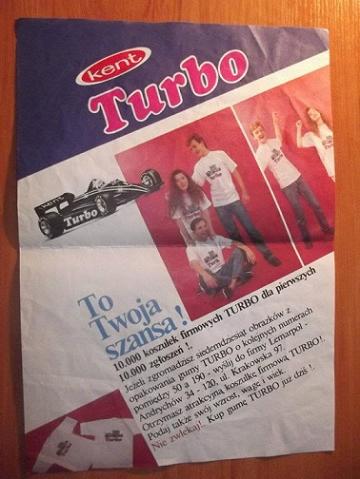 kent
Turbo
Turbo
To
Twoja
szansa!
10.000 koszulek firmowych TURBO dla pierwszych
10.000 zgłoszeń !.
Jeżeli zgromadzisz siedemdziesiąt obrazków z
opakowania gumy TURBO o kolejnych numerach
pomiędzy 50 a 190 - wyślij do firmy Lemarpol -
Andrychów 34 - 120, ul. Krakowska 97.
Otrzymasz atrakcyjną koszulkę firmową TURBO!.
Podaj także swój wzrost, wagę i wiek.
Nie zwlekaj!. Kup gumę TURBO już dziś !.